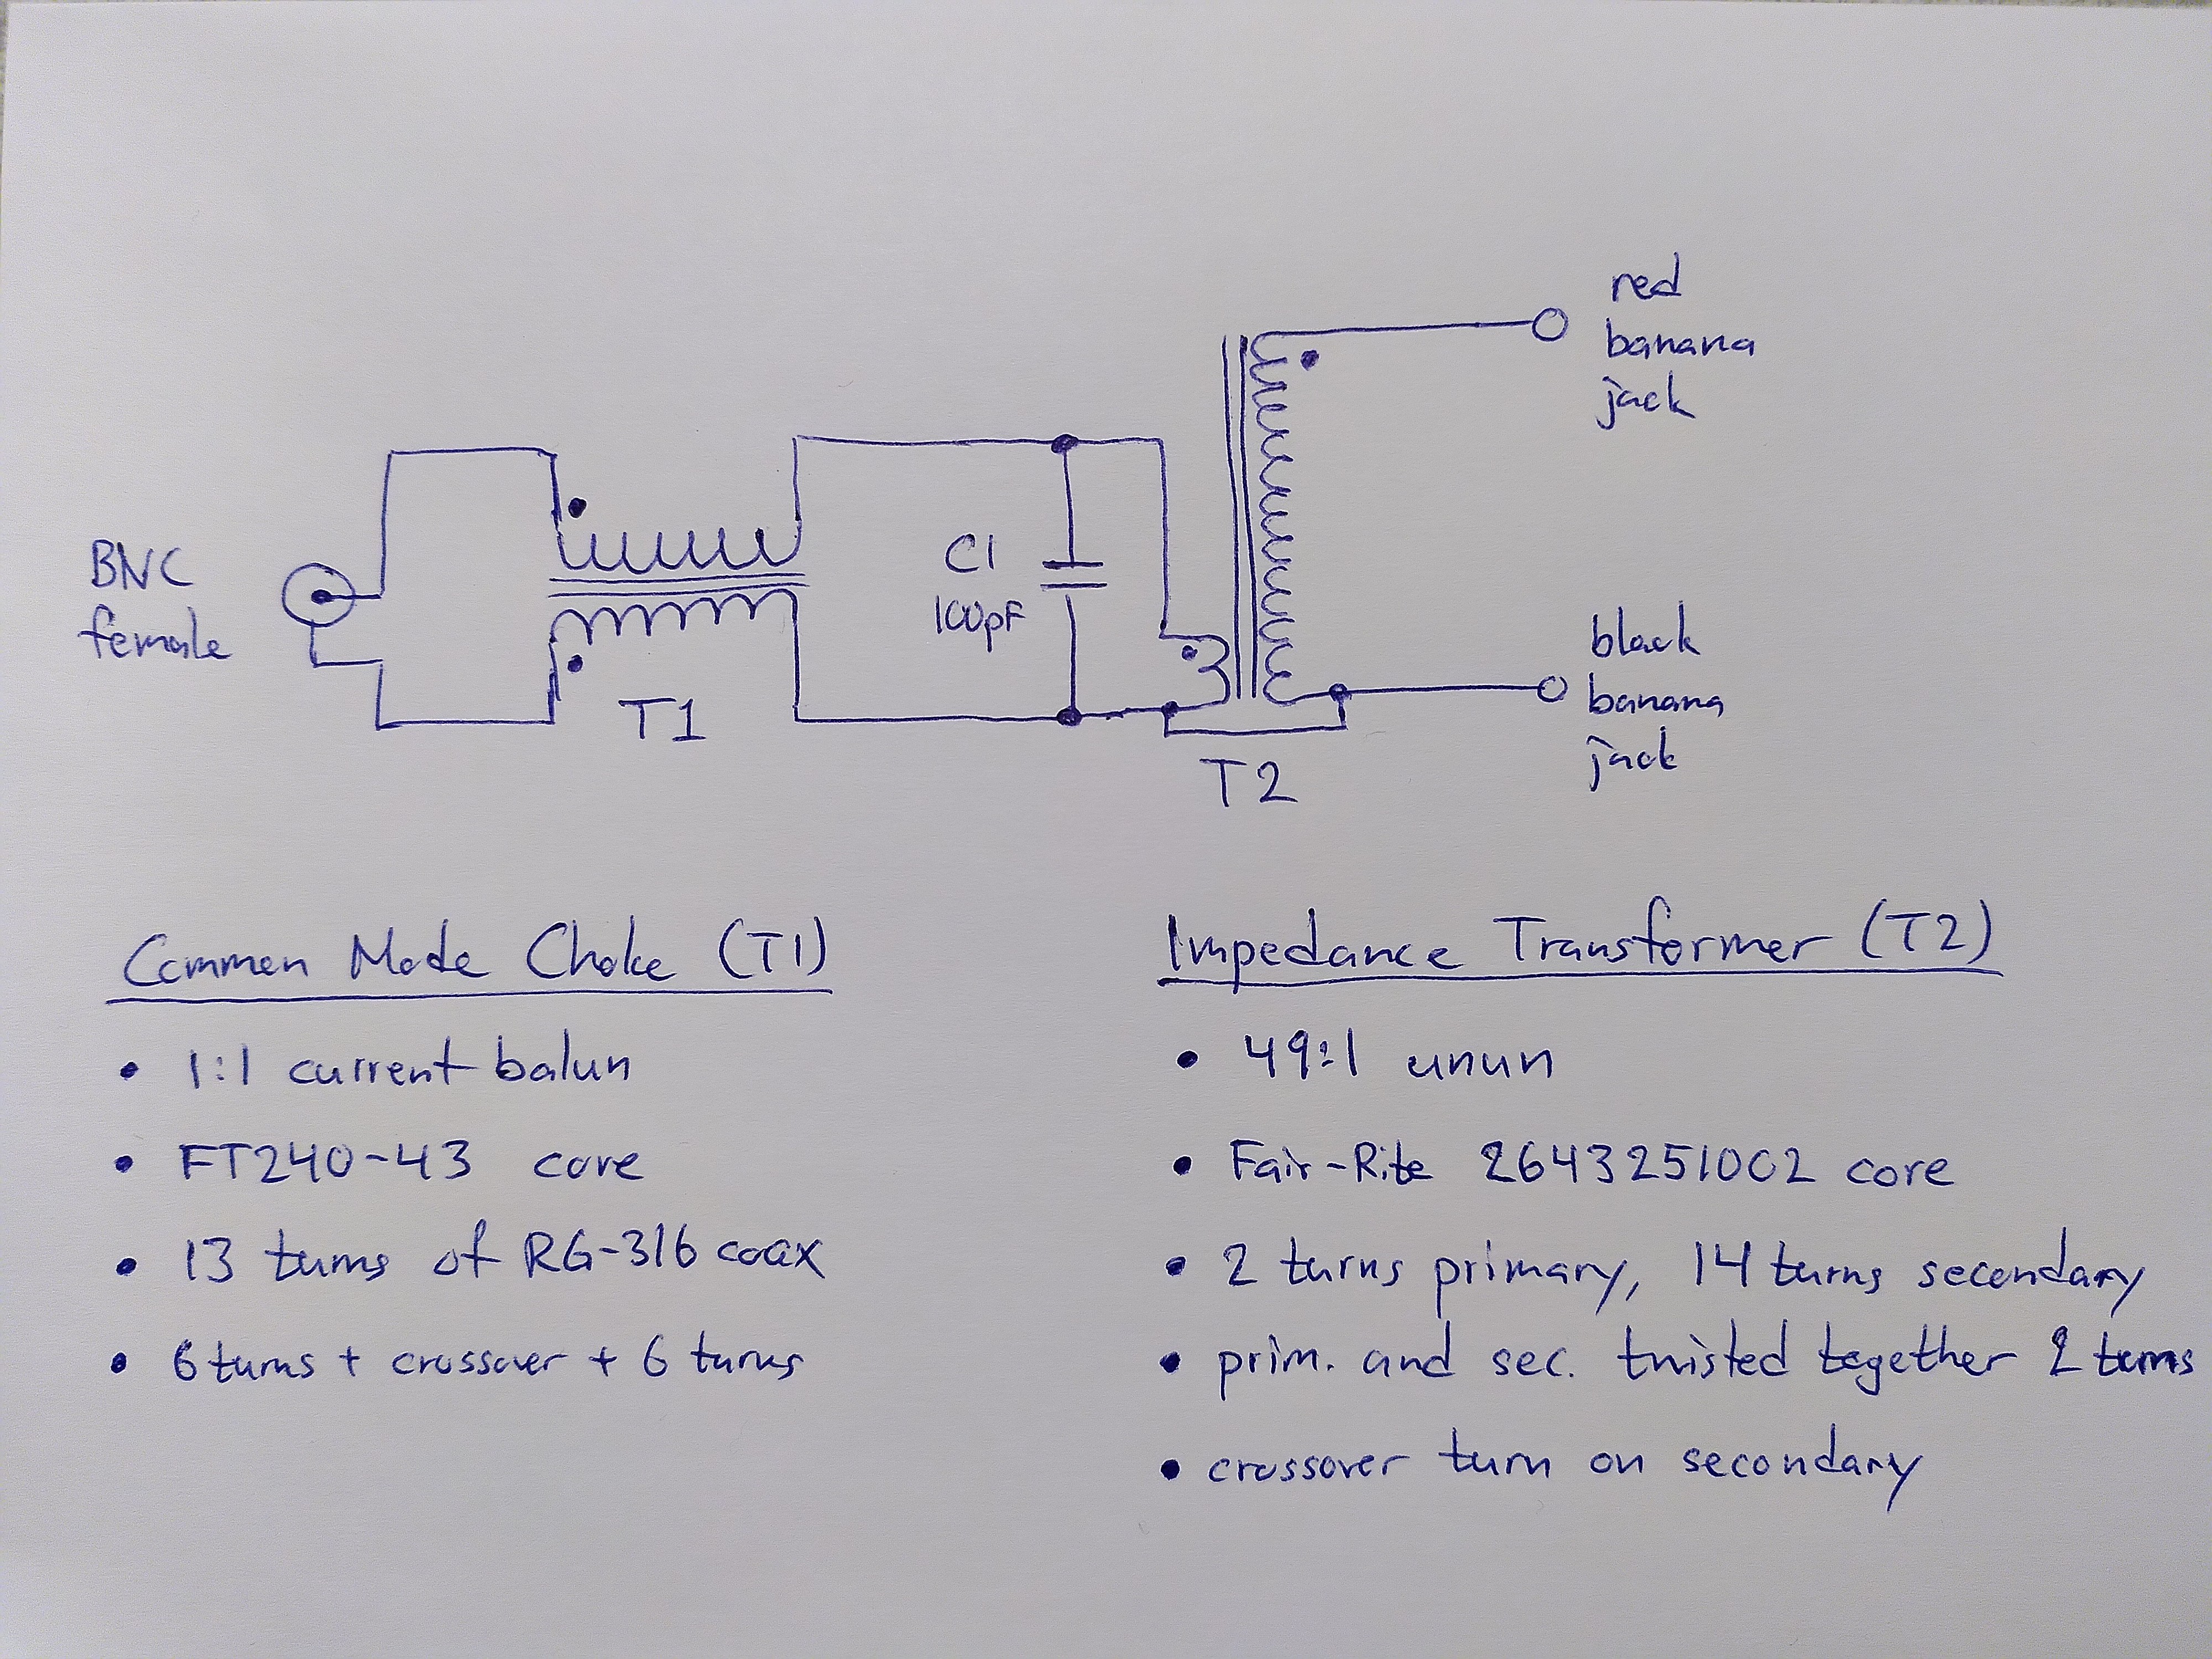 red
banana
jack
BNC
female
C1
100pF
black
banana
jack
T1
T2
Common Mode Choke (T1)
• 1:1 current balun
• FT240-43 core
• 13 turns of RG-316 coax
• 6 turns + crossover + 6 turns
Impedance Transformer (T2)
• 49:1 unun
• Fair-Rite 2643251002 core
• 2 turns primary, 14 turns secondary
• prim. and sec. twisted together 2 turns
• crossover turn on secondary